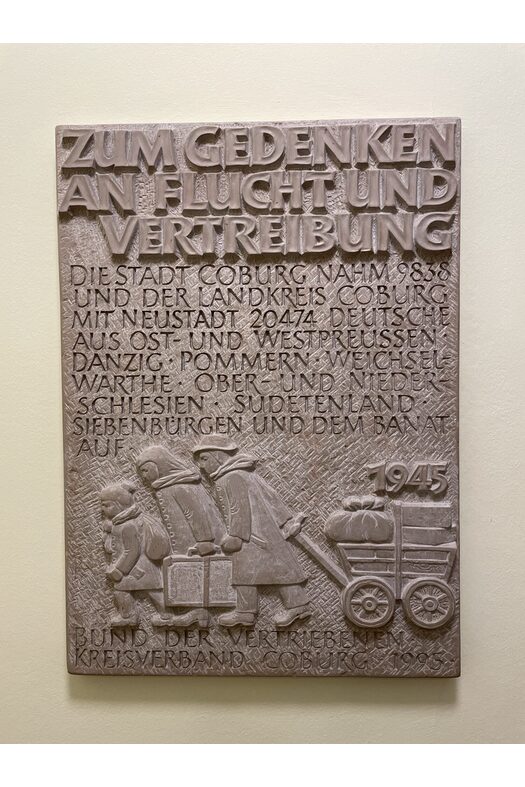 ZUM GEDENKEN
AN FLUCHT UND
VERTREIBUNG
DIE STADT COBURG NAHM 9838
UND DER LANDKREIS COBURG
MIT NEUSTADT 20474 DEUTSCHE
AUS OST- UND WESTPREUSSEN ·
DANZIG · POMMERN · WEICHSEL-
WARTHE · OBER- UND NIEDER-
SCHLESIEN · SUDETENLAND ·
SIEBENBÜRGEN UND DEM BANAT
AUF
1945
BUND DER VERTRIEBENEN
KREISVERBAND COBURG 1995